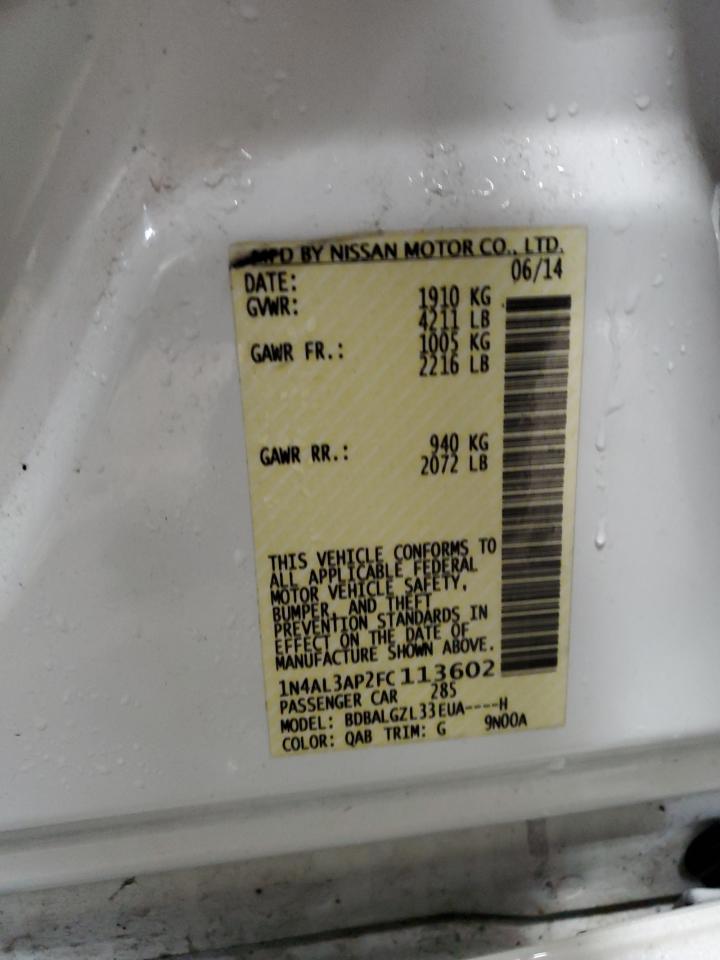 MFD BY NISSAN MOTOR CO., LTD.
DATE: 06/14
GVWR: 1910 KG
4211 LB
GAWR FR.: 1005 KG
2216 LB
GAWR RR.: 940 KG
2072 LB
THIS VEHICLE CONFORMS TO
ALL APPLICABLE FEDERAL
MOTOR VEHICLE SAFETY,
BUMPER, AND THEFT
PREVENTION STANDARDS IN
EFFECT ON THE DATE OF
MANUFACTURE SHOWN ABOVE.
1N4AL3AP2FC113602
PASSENGER CAR 285
MODEL: BDBALGZL33EUA----H
COLOR: QAB TRIM: G 9N00A